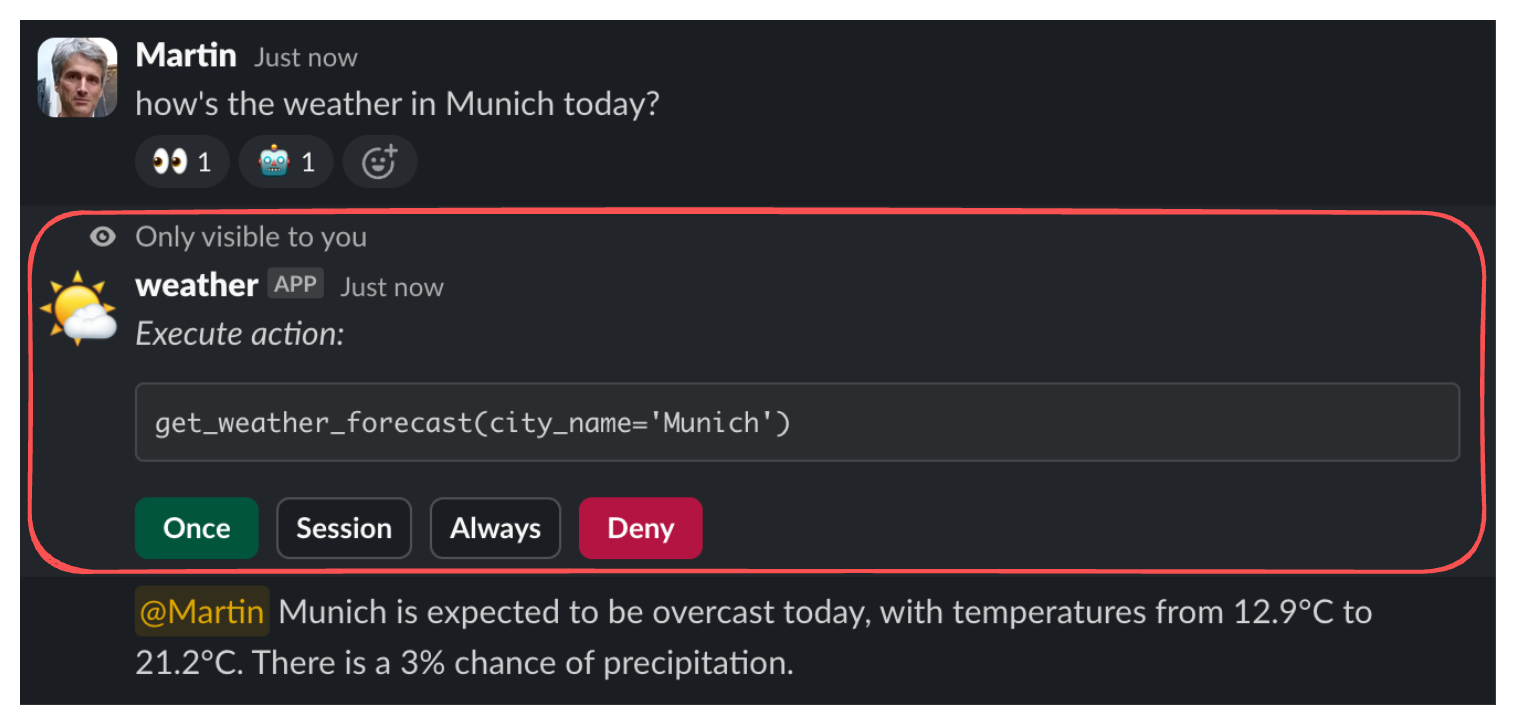 Martin Just now
how's the weather in Munich today?
1 1
Only visible to you
weather APP Just now
Execute action:
get_weather_forecast(city_name='Munich')
Once Session Always Deny
@Martin Munich is expected to be overcast today, with temperatures from 12.9°C to
21.2°C. There is a 3% chance of precipitation.